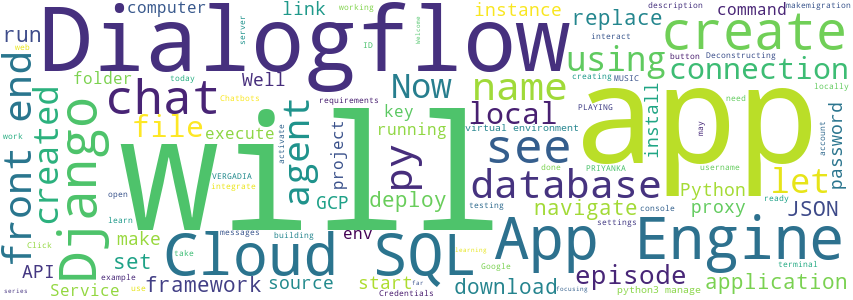 computer
link
instance
replace
command
description
working
makemigration
run
web
Dialogflow
server
ID
Welcome
interact
create
button
Deconstructing
folder
today
Well
using
connection
creating
MUSIC
locally
front end
chat
Now
name
app
Chatbots
requirements
key
local
install
PLAYING
need
password
created
Django
file
execute
agent
running
virtual environment
work
will
activate
py
see
may
account
project
done
PRIYANKA
username
VERGADIA
integrate
database
Python
let
open
GCP
deploy
navigate
proxy
ready
console
learn
make
messages
env
Cloud SQL
App Engine
JSON
Click
building
testing
settings
API
set
take
start
learning
episode
terminal
framework
source
download
application
example
far
Google
series
Service
use
Credentials
focusing
python3 manage